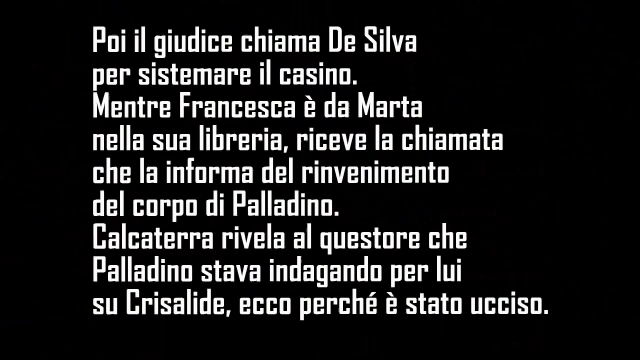 Poi il giudice chiama De Silva
per sistemare il casino.
Mentre Francesca è da Marta
nella sua libreria, riceve la chiamata
che la informa del rinvenimento
del corpo di Palladino.
Calcaterra rivela al questore che
Palladino stava indagando per lui
su Crisalide, ecco perché è stato ucciso.